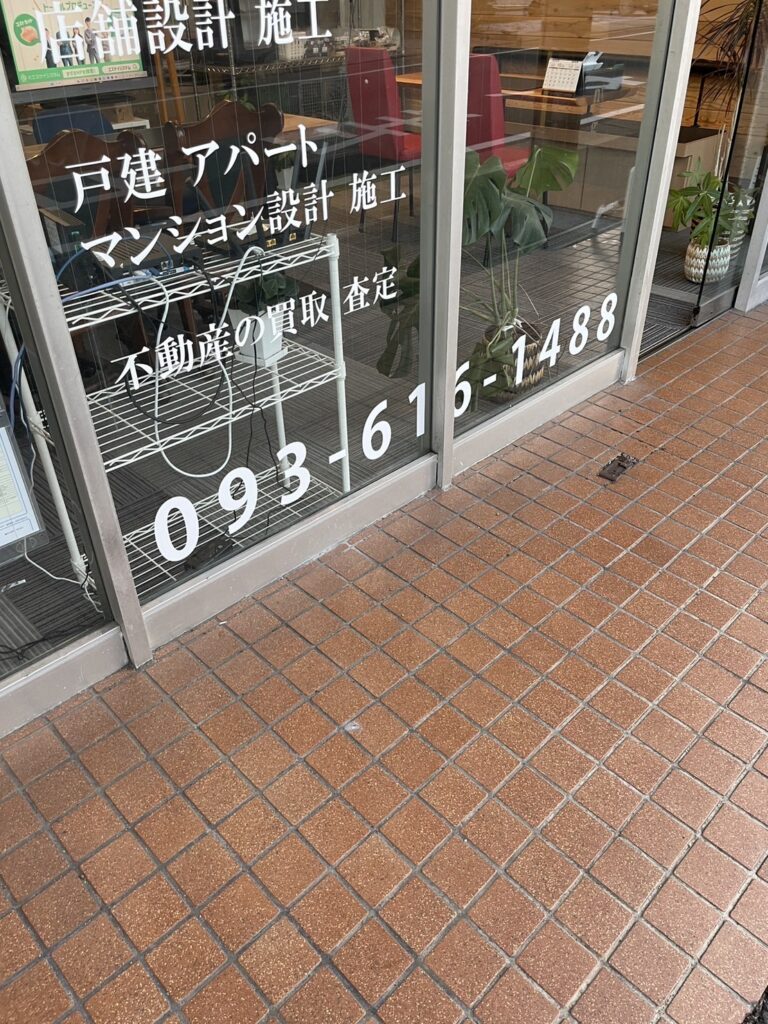 店舗設計 施工
戸建 アパート
マンション設計 施工
不動産の買取 査定
093-616-1488